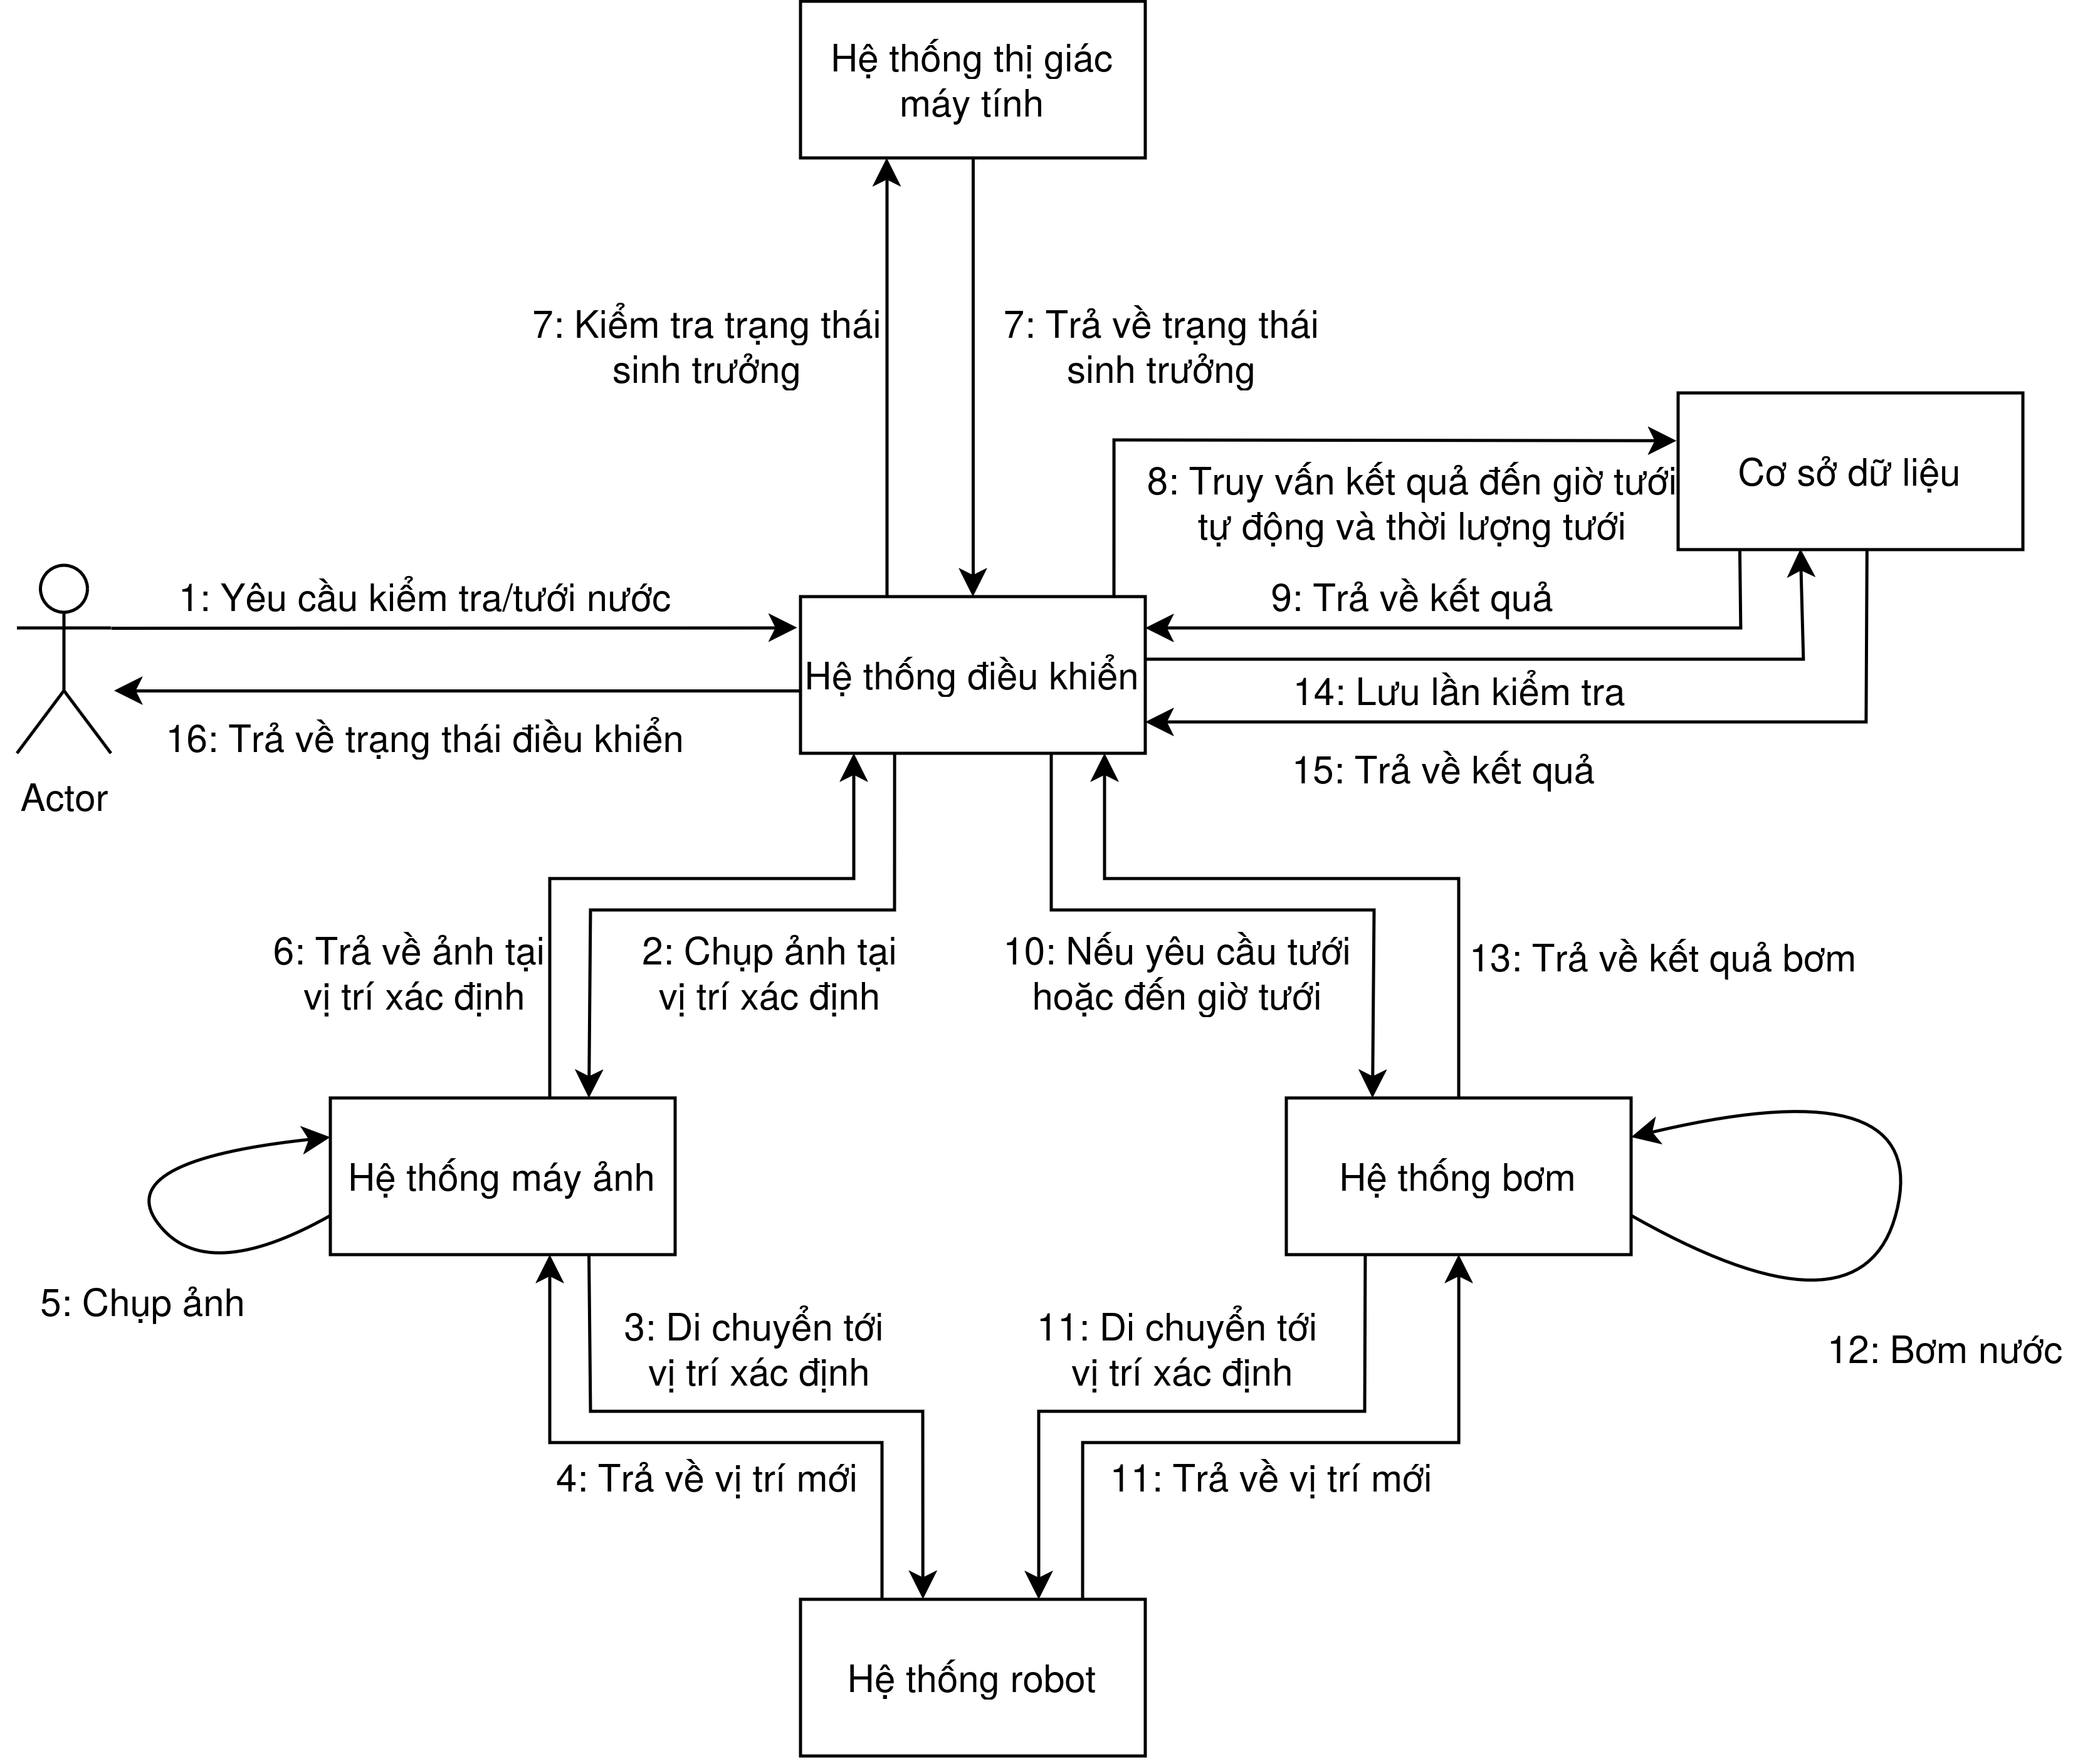 Hệ thống thị giác
máy tính
7: Kiểm tra trạng thái
sinh trưởng
7: Trả về trạng thái
sinh trưởng
8: Truy vấn kết quả đến giờ tưới
tự động và thời lượng tưới
Cơ sở dữ liệu
1: Yêu cầu kiểm tra/tưới nước
9: Trả về kết quả
Hệ thống điều khiển
14: Lưu lần kiểm tra
16: Trả về trạng thái điều khiển
15: Trả về kết quả
Actor
6: Trả về ảnh tại
vị trí xác định
2: Chụp ảnh tại
vị trí xác định
10: Nếu yêu cầu tưới
hoặc đến giờ tưới
13: Trả về kết quả bơm
Hệ thống máy ảnh
Hệ thống bơm
5: Chụp ảnh
3: Di chuyển tới
vị trí xác định
11: Di chuyển tới
vị trí xác định
12: Bơm nước
4: Trả về vị trí mới
11: Trả về vị trí mới
Hệ thống robot